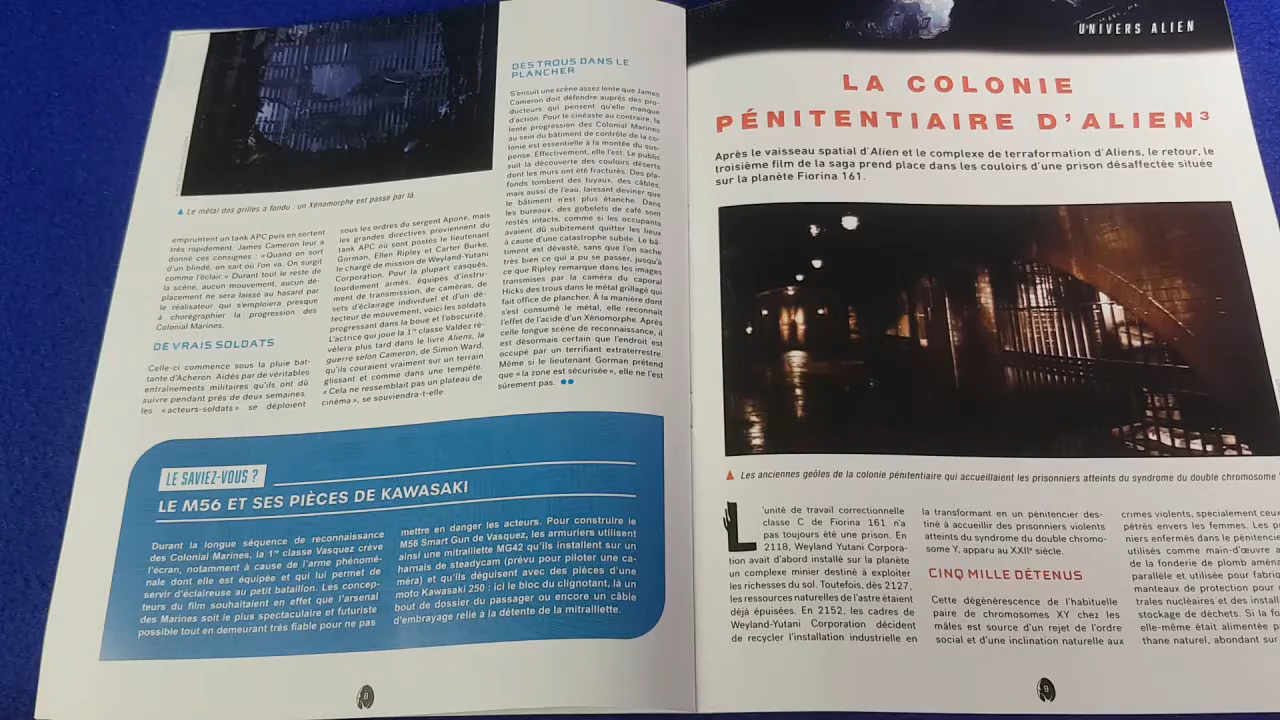 ▲ Le métal des grilles a fondu : un Xénomorphe est passé par là.
empruntent un tank APC puis en sortent
très rapidement. James Cameron leur a
donné ces consignes : « Quand on sort
d'un blindé, on sait où l'on va. On surgit
comme l'éclair. » Durant tout le reste de
la scène, aucun mouvement, aucun dé-
placement ne sera laissé au hasard par
le réalisateur qui s'emploiera presque
à chorégraphier la progression des
Colonial Marines.
DE VRAIS SOLDATS
Celle-ci commence sous la pluie bat-
tante d'Acheron. Aidés par de véritables
entraînements militaires qu'ils ont dû
suivre pendant près de deux semaines,
les « acteurs-soldats » se déploient
sous les ordres du sergent Apone, mais
les grandes directives proviennent du
tank APC où sont postés le lieutenant
Gorman, Ellen Ripley et Carter Burke,
le chargé de mission de Weyland-Yutani
Corporation. Pour la plupart casqués,
lourdement armés, équipés d'instru-
ments de transmission, de caméras, de
sets d'éclairage individuel et d'un dé-
tecteur de mouvement, voici les soldats
progressant dans la boue et l'obscurité.
L'actrice qui joue la 1re classe Valdez ré-
vélera plus tard dans le livre Aliens, la
guerre selon Cameron, de Simon Ward,
qu'ils couraient vraiment sur un terrain
glissant et comme dans une tempête.
« Cela ne ressemblait pas un plateau de
cinéma », se souviendra-t-elle
DES TROUS DANS LE
PLANCHER
S'ensuit une scène assez lente que James
Cameron doit défendre auprès des pro-
ducteurs qui pensent qu'elle manque
d'action. Pour le cinéaste au contraire, la
lente progression des Colonial Marines
au sein du bâtiment de contrôle de la co-
lonie est essentielle à la montée du sus-
pense. Effectivement, elle l'est. Le public
suit la découverte des couloirs déserts
dont les murs ont été fracturés. Des pla-
fonds tombent des tuyaux, des câbles,
mais aussi de l'eau, laissant deviner que
le bâtiment n'est plus étanche. Dans
les bureaux, des gobelets de café sont
restés intacts, comme si les occupants
avaient dû subitement quitter les lieux
à cause d'une catastrophe subite. Le bâ-
timent est dévasté, sans que l'on sache
très bien ce qui a pu se passer, jusqu'à
ce que Ripley remarque dans les images
transmises par la caméra du caporal
Hicks des trous dans le métal grillagé qui
fait office de plancher. À la manière dont
s'est consumé le métal, elle reconnaît
l'effet de l'acide d'un Xénomorphe. Après
celle longue scène de reconnaissance, il
est désormais certain que l'endroit est
occupé par un terrifiant extraterrestre.
Même si le lieutenant Gorman prétend
que « la zone est sécurisée », elle ne l'est
sûrement pas.
LE SAVIEZ-VOUS ?
LE M56 ET SES PIÈCES DE KAWASAKI
Durant la longue séquence de reconnaissance
des Colonial Marines, la 1re classe Vasquez crève
l'écran, notamment à cause de l'arme phénomé-
nale dont elle est équipée et qui lui permet de
servir d'éclaireuse au petit bataillon. Les concep-
teurs du film souhaitaient en effet que l'arsenal
des Marines soit le plus spectaculaire et futuriste
possible tout en demeurant très fiable pour ne pas
mettre en danger les acteurs. Pour construire le
M56 Smart Gun de Vasquez, les armuriers utilisent
ainsi une mitraillette MG42 qu'ils installent sur un
harnais de steadycam (prévu pour piloter une ca-
méra) et qu'ils déguisent avec des pièces d'une
moto Kawasaki 250 : ici le bloc du clignotant, là un
bout de dossier du passager ou encore un câble
d'embrayage relié à la détente de la mitraillette.
8
UNIVERS ALIEN
LA COLONIE
PÉNITENTIAIRE D'ALIEN³
Après le vaisseau spatial d'Alien et le complexe de terraformation d'Aliens, le retour, le
troisième film de la saga prend place dans les couloirs d'une prison désaffectée située
sur la planète Fiorina 161.
▲ Les anciennes geôles de la colonie pénitentiaire qui accueillaient les prisonniers atteints du syndrome du double chromosome
L'unité de travail correctionnelle
classe C de Fiorina 161 n'a
pas toujours été une prison. En
2118, Weyland Yutani Corpora-
tion avait d'abord installé sur la planète
un complexe minier destiné à exploiter
les richesses du sol. Toutefois, dès 2127,
les ressources naturelles de l'astre étaient
déjà épuisées. En 2152, les cadres de
Weyland-Yutani Corporation décident
de recycler l'installation industrielle en
la transformant en un pénitencier des-
tiné à accueillir des prisonniers violents
atteints du syndrome du double chromo-
some Y, apparu au XXIIe siècle.
CINQ MILLE DÉTENUS
Cette dégénérescence de l'habituelle
paire de chromosomes XY chez les
mâles est source d'un rejet de l'ordre
social et d'une inclination naturelle aux
crimes violents, spécialement ceux
pétrés envers les femmes. Les p
niers enfermés dans le pénitencie
utilisés comme main-d'œuvre a
de la fonderie de plomb aména
parallèle et utilisée pour fabriqu
manteaux de protection pour
trales nucléaires et des install
stockage de déchets. Si la fo
elle-même était alimentée p
thane naturel, abondant sur
9